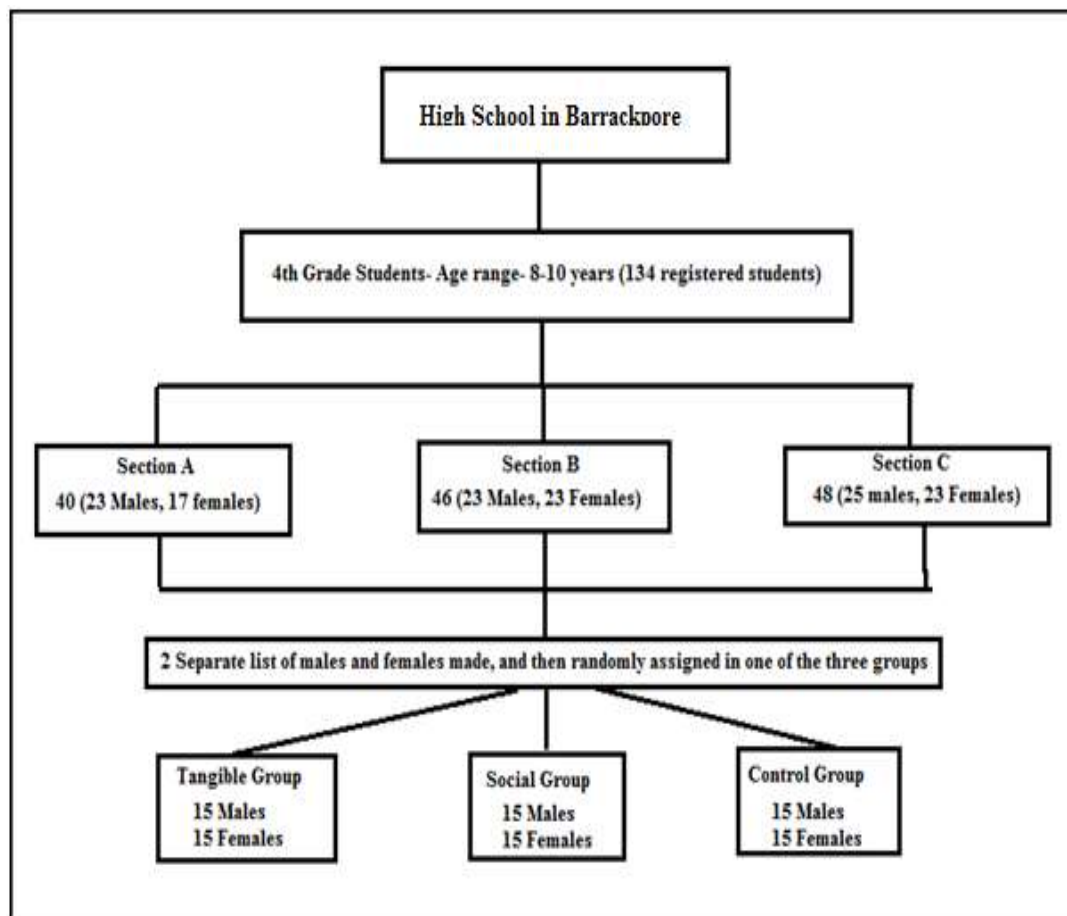 High School in Barrackpore
4th Grade Students- Age range- 8-10 years (134 registered students)
Section A
40 (23 Males, 17 females)
Section B
46 (23 Males, 23 Females)
Section C
48 (25 males, 23 Females)
2 Separate list of males and females made, and then randomly assigned in one of the three groups
Tangible Group
15 Males
15 Females
Social Group
15 Males
15 Females
Control Group
15 Males
15 Females